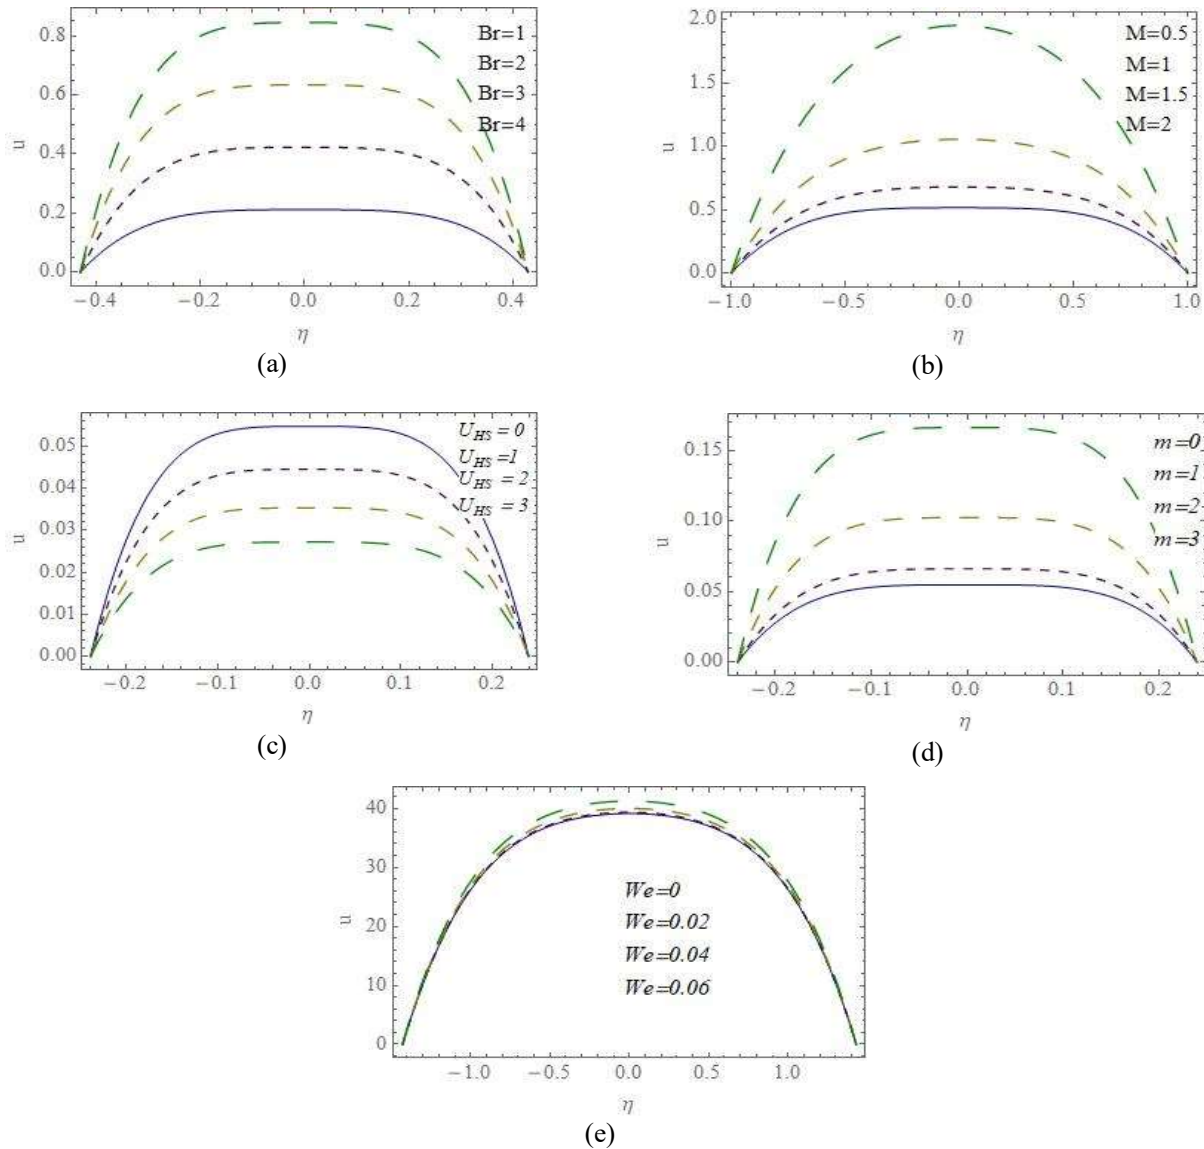 0.8
0.6
0.4
0.2
0.0
u
Br=1
Br=2
Br=3
Br=4
−0.4 −0.2 0.0 0.2 0.4
η
(a)
2.0
1.5
1.0
0.5
0.0
u
M=0.5
M=1
M=1.5
M=2
−1.0 −0.5 0.0 0.5 1.0
η
(b)
0.05
0.04
0.03
0.02
0.01
0.00
u
U_HS = 0
U_HS =1
U_HS = 2
U_HS = 3
−0.2 −0.1 0.0 0.1 0.2
η
(c)
0.15
0.10
0.05
0.00
u
m=0
m=1
m=2
m=3
−0.2 −0.1 0.0 0.1 0.2
η
(d)
40
30
20
10
0
u
We=0
We=0.02
We=0.04
We=0.06
−1.0 −0.5 0.0 0.5 1.0
η
(e)